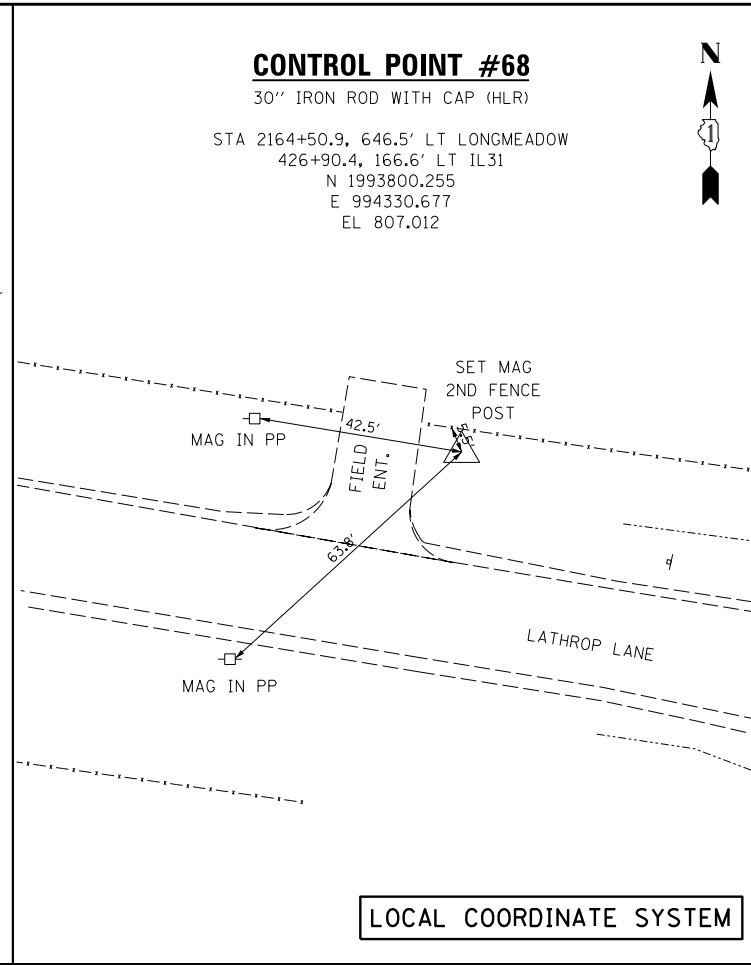 CONTROL POINT #68
30'' IRON ROD WITH CAP (HLR)
N
1
STA 2164+50.9, 646.5' LT LONGMEADOW
426+90.4, 166.6' LT IL31
N 1993800.255
E 994330.677
EL 807.012
SET MAG
2ND FENCE
POST
42.5'
MAG IN PP
FIELD
ENT.
63.8'
LATHROP LANE
MAG IN PP
LOCAL COORDINATE SYSTEM